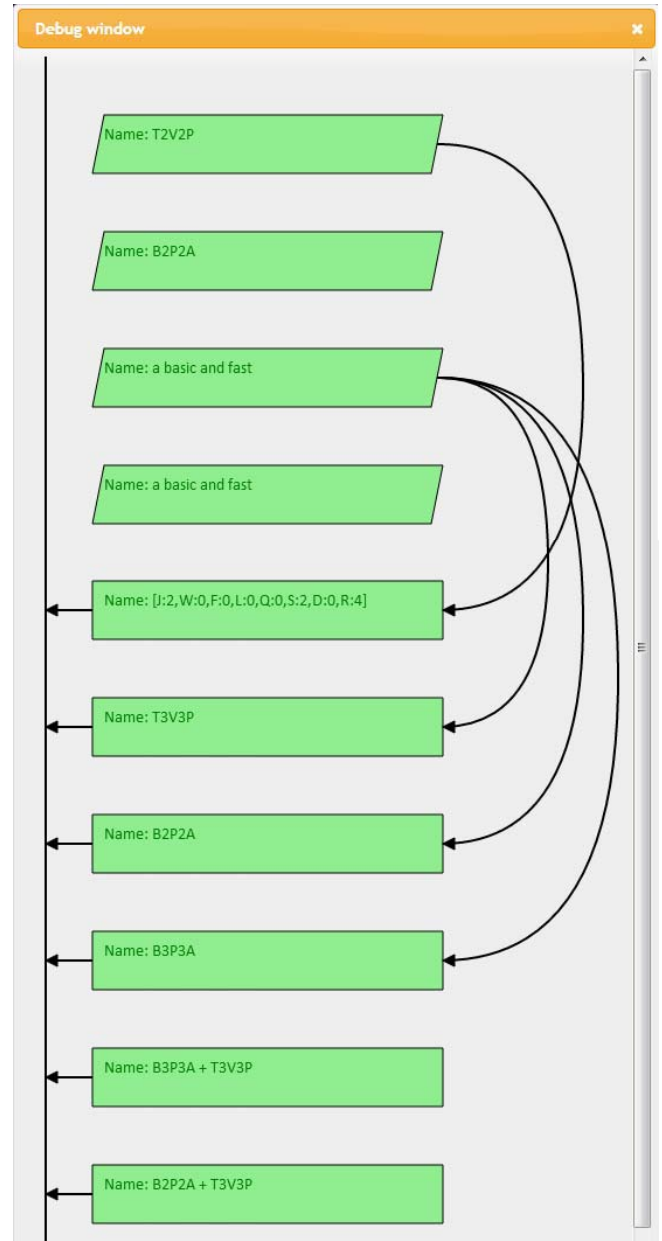 Debug window
Name: T2V2P
Name: B2P2A
Name: a basic and fast
Name: a basic and fast
Name: [J:2,W:0,F:0,L:0,Q:0,S:2,D:0,R:4]
Name: T3V3P
Name: B2P2A
Name: B3P3A
Name: B3P3A + T3V3P
Name: B2P2A + T3V3P